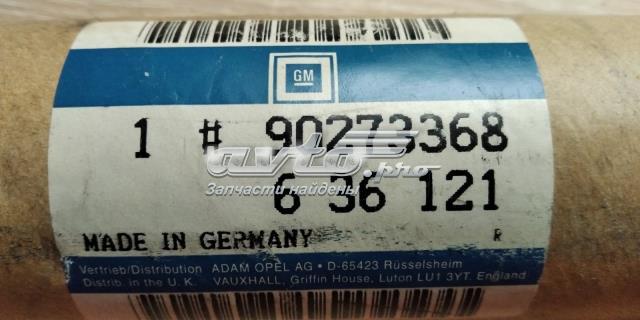 GM
1 # 90273368
avto.pro
Запчасти найдены
6 36 121
MADE IN GERMANY R
Vertrieb/Distribution ADAM OPEL AG • D-65423 Rüsselsheim
Distrib. in the U. K. VAUXHALL, Griffin House, Luton LU1 3YT. England